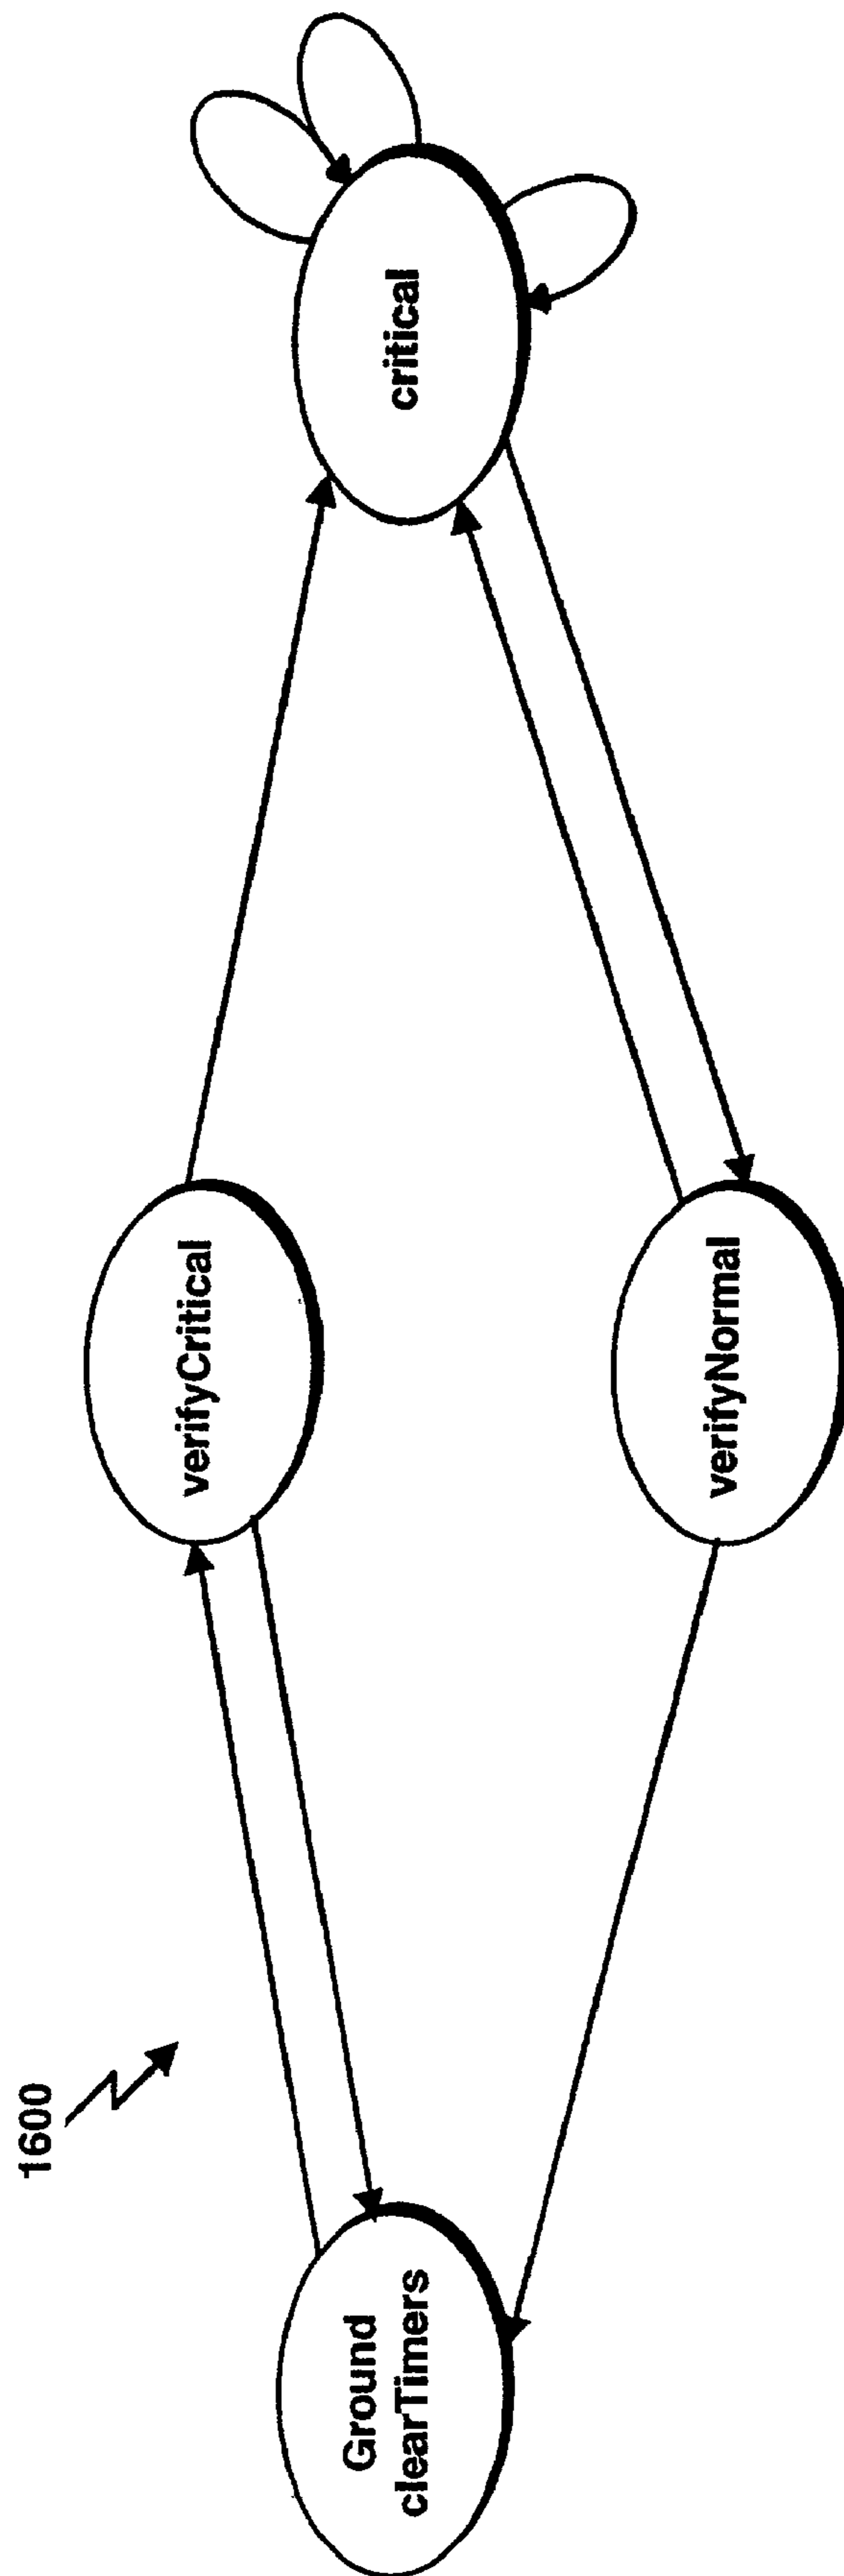 1600
Ground
clearTimers
verifyCritical
verifyNormal
critical